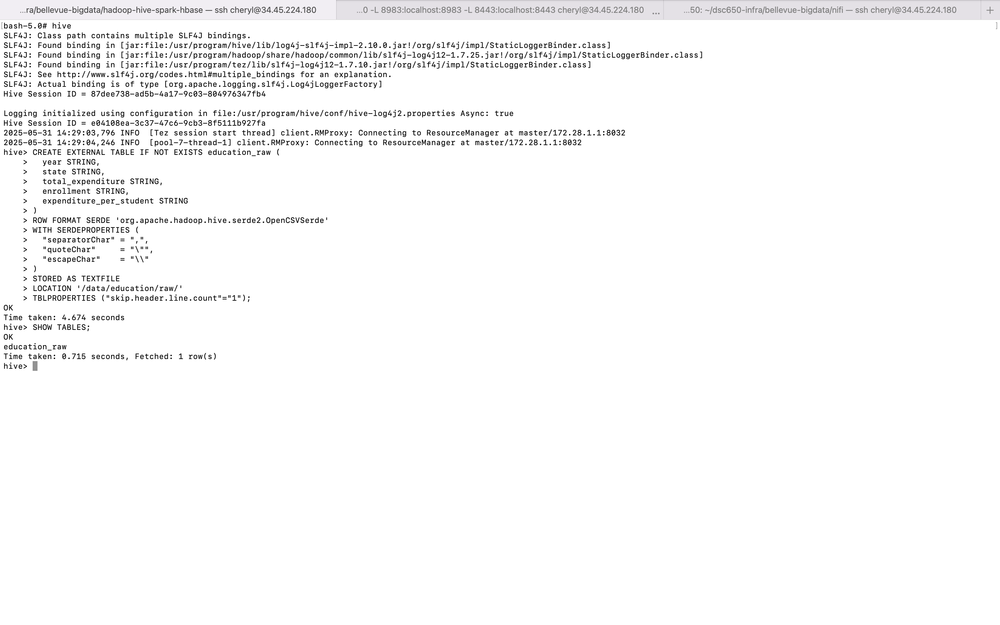 ...ra/bellevue-bigdata/hadoop-hive-spark-hbase — ssh cheryl@34.45.224.180
...0 -L 8983:localhost:8983 -L 8443:localhost:8443 cheryl@34.45.224.180 ...
...50: ~/dsc650-infra/bellevue-bigdata/nifi — ssh cheryl@34.45.224.180
+
[bash-5.0# hive ]
SLF4J: Class path contains multiple SLF4J bindings.
SLF4J: Found binding in [jar:file:/usr/program/hive/lib/log4j-slf4j-impl-2.10.0.jar!/org/slf4j/impl/StaticLoggerBinder.class]
SLF4J: Found binding in [jar:file:/usr/program/hadoop/share/hadoop/common/lib/slf4j-log4j12-1.7.25.jar!/org/slf4j/impl/StaticLoggerBinder.class]
SLF4J: Found binding in [jar:file:/usr/program/tez/lib/slf4j-log4j12-1.7.10.jar!/org/slf4j/impl/StaticLoggerBinder.class]
SLF4J: See http://www.slf4j.org/codes.html#multiple_bindings for an explanation.
SLF4J: Actual binding is of type [org.apache.logging.slf4j.Log4jLoggerFactory]
Hive Session ID = 87dee738-ad5b-4a17-9c03-804976347fb4

Logging initialized using configuration in file:/usr/program/hive/conf/hive-log4j2.properties Async: true
Hive Session ID = e04108ea-3c37-47c6-9cb3-8f5111b927fa
2025-05-31 14:29:03,796 INFO  [Tez session start thread] client.RMProxy: Connecting to ResourceManager at master/172.28.1.1:8032
2025-05-31 14:29:04,246 INFO  [pool-7-thread-1] client.RMProxy: Connecting to ResourceManager at master/172.28.1.1:8032
hive> CREATE EXTERNAL TABLE IF NOT EXISTS education_raw (
    >   year STRING,
    >   state STRING,
    >   total_expenditure STRING,
    >   enrollment STRING,
    >   expenditure_per_student STRING
    > )
    > ROW FORMAT SERDE 'org.apache.hadoop.hive.serde2.OpenCSVSerde'
    > WITH SERDEPROPERTIES (
    >   "separatorChar" = ",",
    >   "quoteChar"     = "\"",
    >   "escapeChar"    = "\\"
    > )
    > STORED AS TEXTFILE
    > LOCATION '/data/education/raw/'
    > TBLPROPERTIES ("skip.header.line.count"="1");
OK
Time taken: 4.674 seconds
hive> SHOW TABLES;
OK
education_raw
Time taken: 0.715 seconds, Fetched: 1 row(s)
hive>